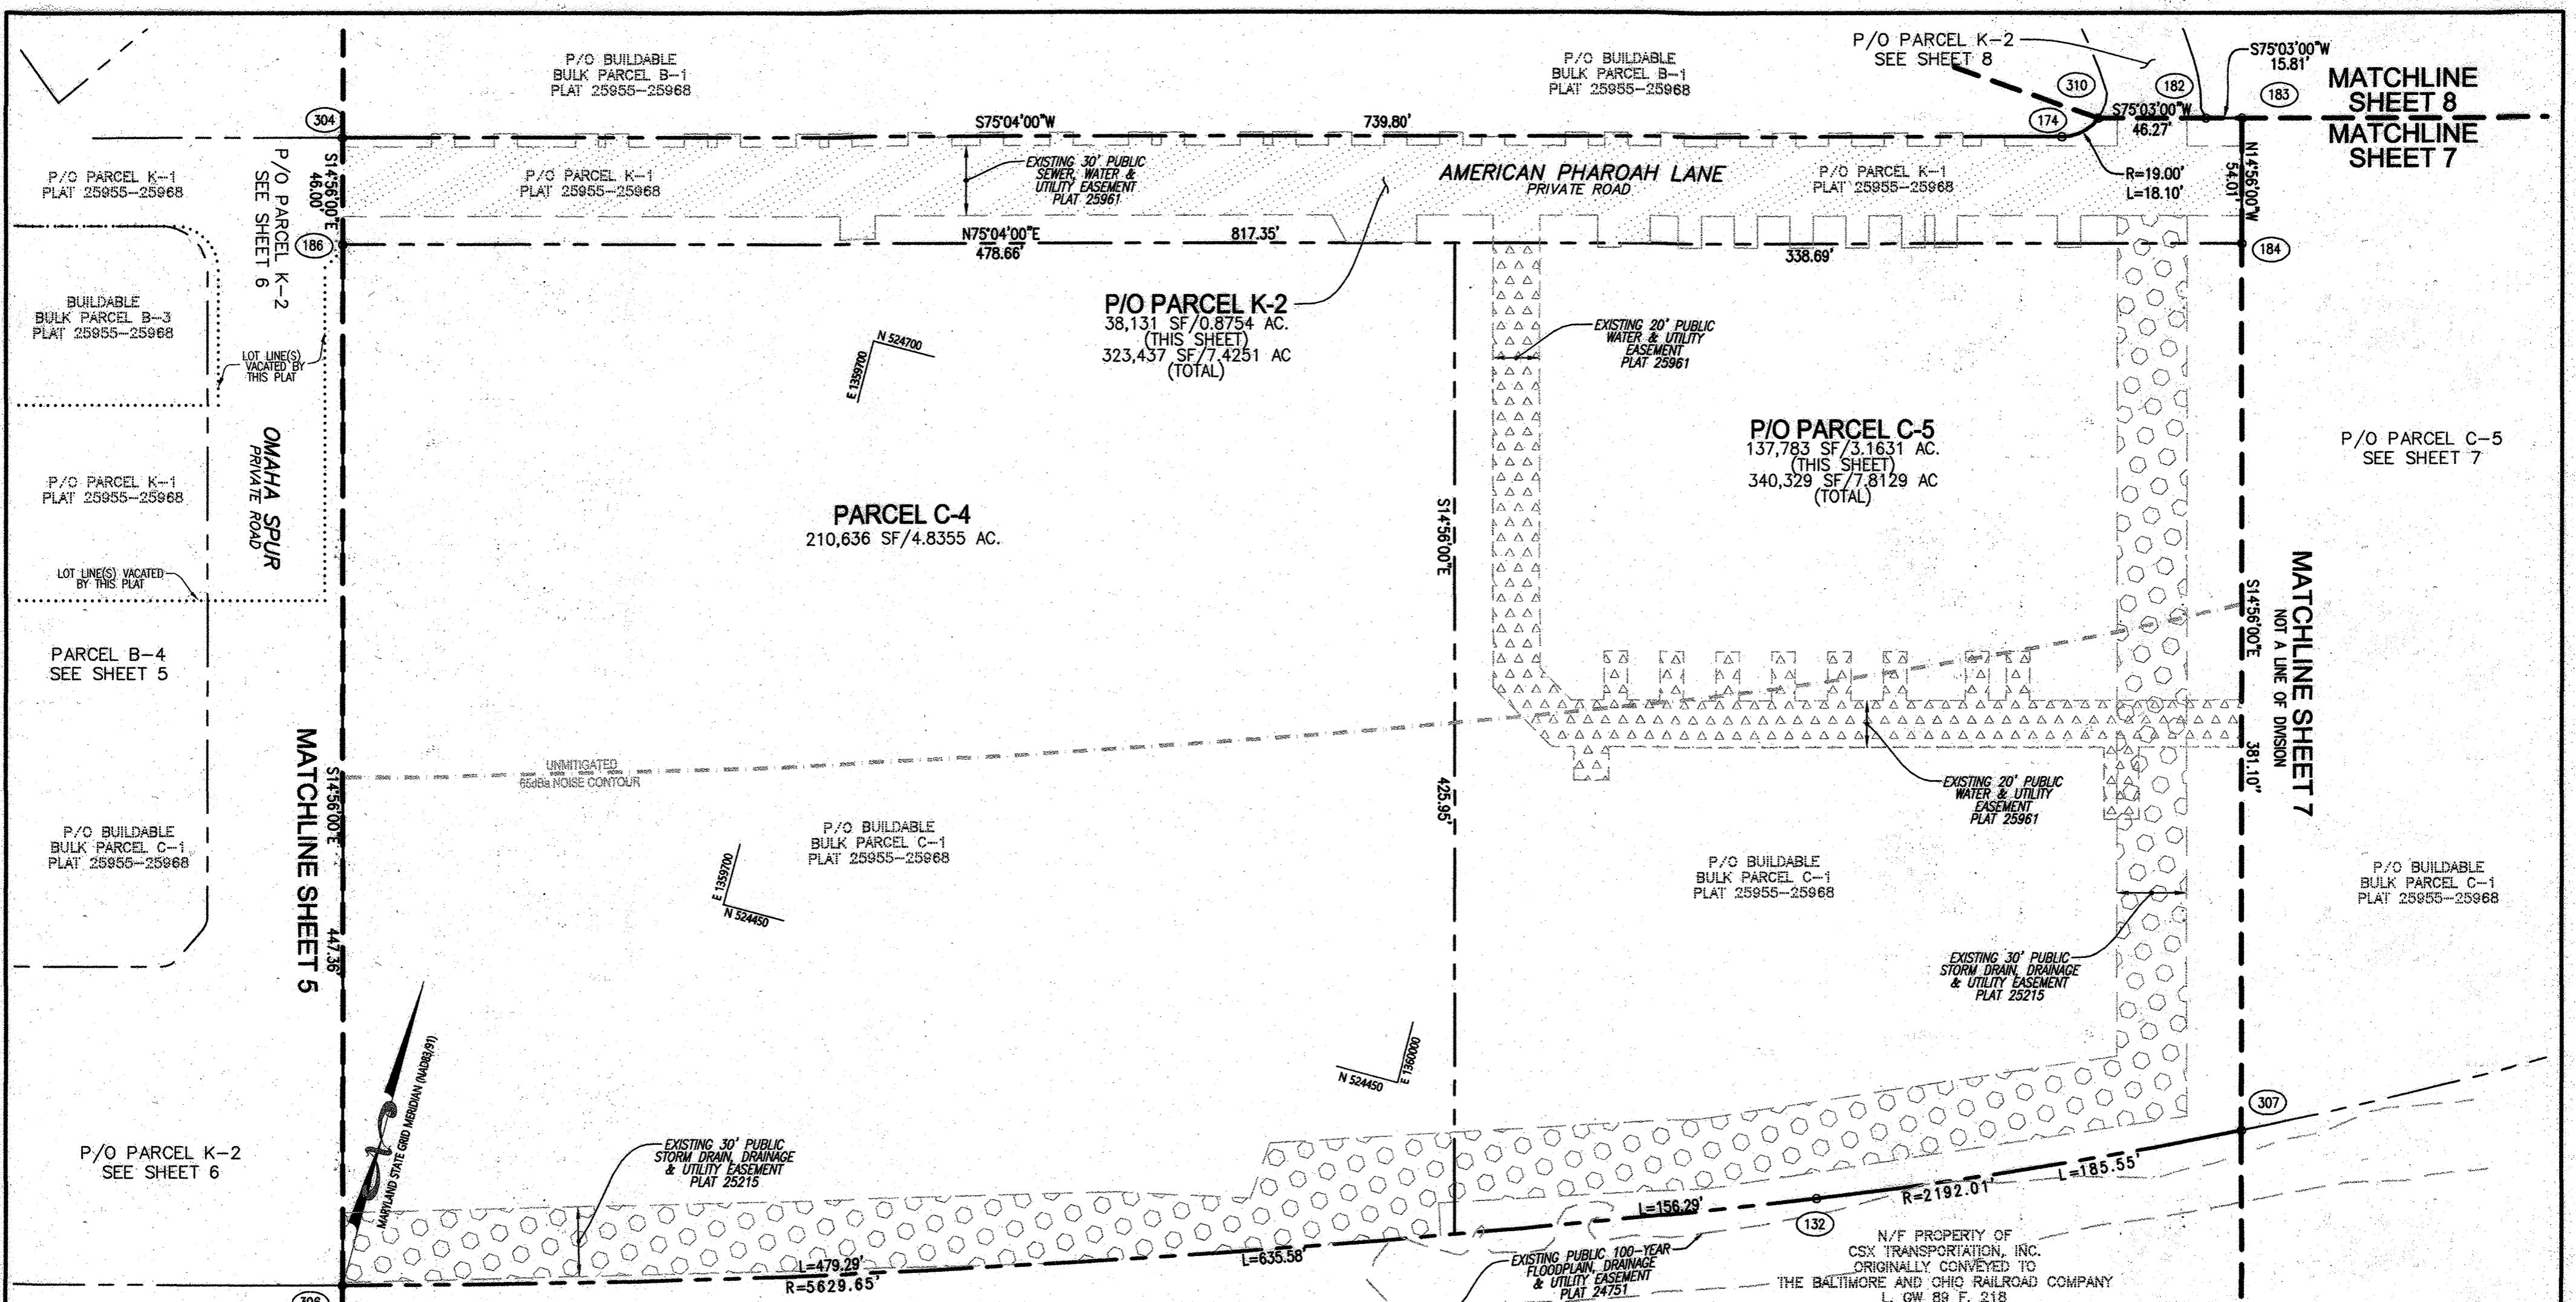 P/O BUILDABLE
BULK PARCEL B-1
PLAT 25955-25968
P/O BUILDABLE
BULK PARCEL B-1
PLAT 25955-25968
P/O PARCEL K-2
SEE SHEET 8
S75°03'00"W
15.81'
310
182
183
MATCHLINE
SHEET 8
MATCHLINE
SHEET 7
304
S75°04'00"W
739.80'
174
S75°03'00"W
46.27'
P/O PARCEL K-1
PLAT 25955-25968
P/O PARCEL K-2
SEE SHEET 6
S14°56'00"E
46.00'
P/O PARCEL K-1
PLAT 25955-25968
EXISTING 30' PUBLIC
SEWER, WATER &
UTILITY EASEMENT
PLAT 25961
AMERICAN PHAROAH LANE
PRIVATE ROAD
P/O PARCEL K-1
PLAT 25955-25968
R=19.00'
L=18.10'
N14°56'00"W
54.01'
186
N75°04'00"E
817.35'
478.66'
338.69'
184
BUILDABLE
BULK PARCEL B-3
PLAT 25955-25968
LOT LINE(S)
VACATED BY
THIS PLAT
P/O PARCEL K-2
38,131 SF/0.8754 AC.
(THIS SHEET)
323,437 SF/7.4251 AC
(TOTAL)
N 524700
E 1359700
EXISTING 20' PUBLIC
WATER & UTILITY
EASEMENT
PLAT 25961
P/O PARCEL C-5
137,783 SF/3.1631 AC.
(THIS SHEET)
340,329 SF/7.8129 AC
(TOTAL)
P/O PARCEL C-5
SEE SHEET 7
P/O PARCEL K-1
PLAT 25955-25968
OMAHA SPUR
PRIVATE ROAD
PARCEL C-4
210,636 SF/4.8355 AC.
S14°56'00"E
425.95'
LOT LINE(S) VACATED
BY THIS PLAT
PARCEL B-4
SEE SHEET 5
S14°56'00"E
381.10"
MATCHLINE SHEET 7
NOT A LINE OF DIVISION
MATCHLINE SHEET 5
S14°56'00"E
447.36'
UNMITIGATED
65dBa NOISE CONTOUR
EXISTING 20' PUBLIC
WATER & UTILITY
EASEMENT
PLAT 25961
P/O BUILDABLE
BULK PARCEL C-1
PLAT 25955-25968
P/O BUILDABLE
BULK PARCEL C-1
PLAT 25955-25968
P/O BUILDABLE
BULK PARCEL C-1
PLAT 25955-25968
P/O BUILDABLE
BULK PARCEL C-1
PLAT 25955-25968
E 1359700
N 524450
EXISTING 30' PUBLIC
STORM DRAIN, DRAINAGE
& UTILITY EASEMENT
PLAT 25215
N 524450
E 1360000
MARYLAND STATE GRID MERIDIAN (NAD83/91)
307
P/O PARCEL K-2
SEE SHEET 6
EXISTING 30' PUBLIC
STORM DRAIN, DRAINAGE
& UTILITY EASEMENT
PLAT 25215
L=185.55'
R=2192.01'
L=156.29'
132
L=635.58'
L=479.29'
R=5629.65'
EXISTING PUBLIC 100-YEAR
FLOODPLAIN, DRAINAGE
& UTILITY EASEMENT
PLAT 24751
N/F PROPERTY OF
CSX TRANSPORTATION, INC.
ORIGINALLY CONVEYED TO
THE BALTIMORE AND OHIO RAILROAD COMPANY
L. GW 89 F. 218
306